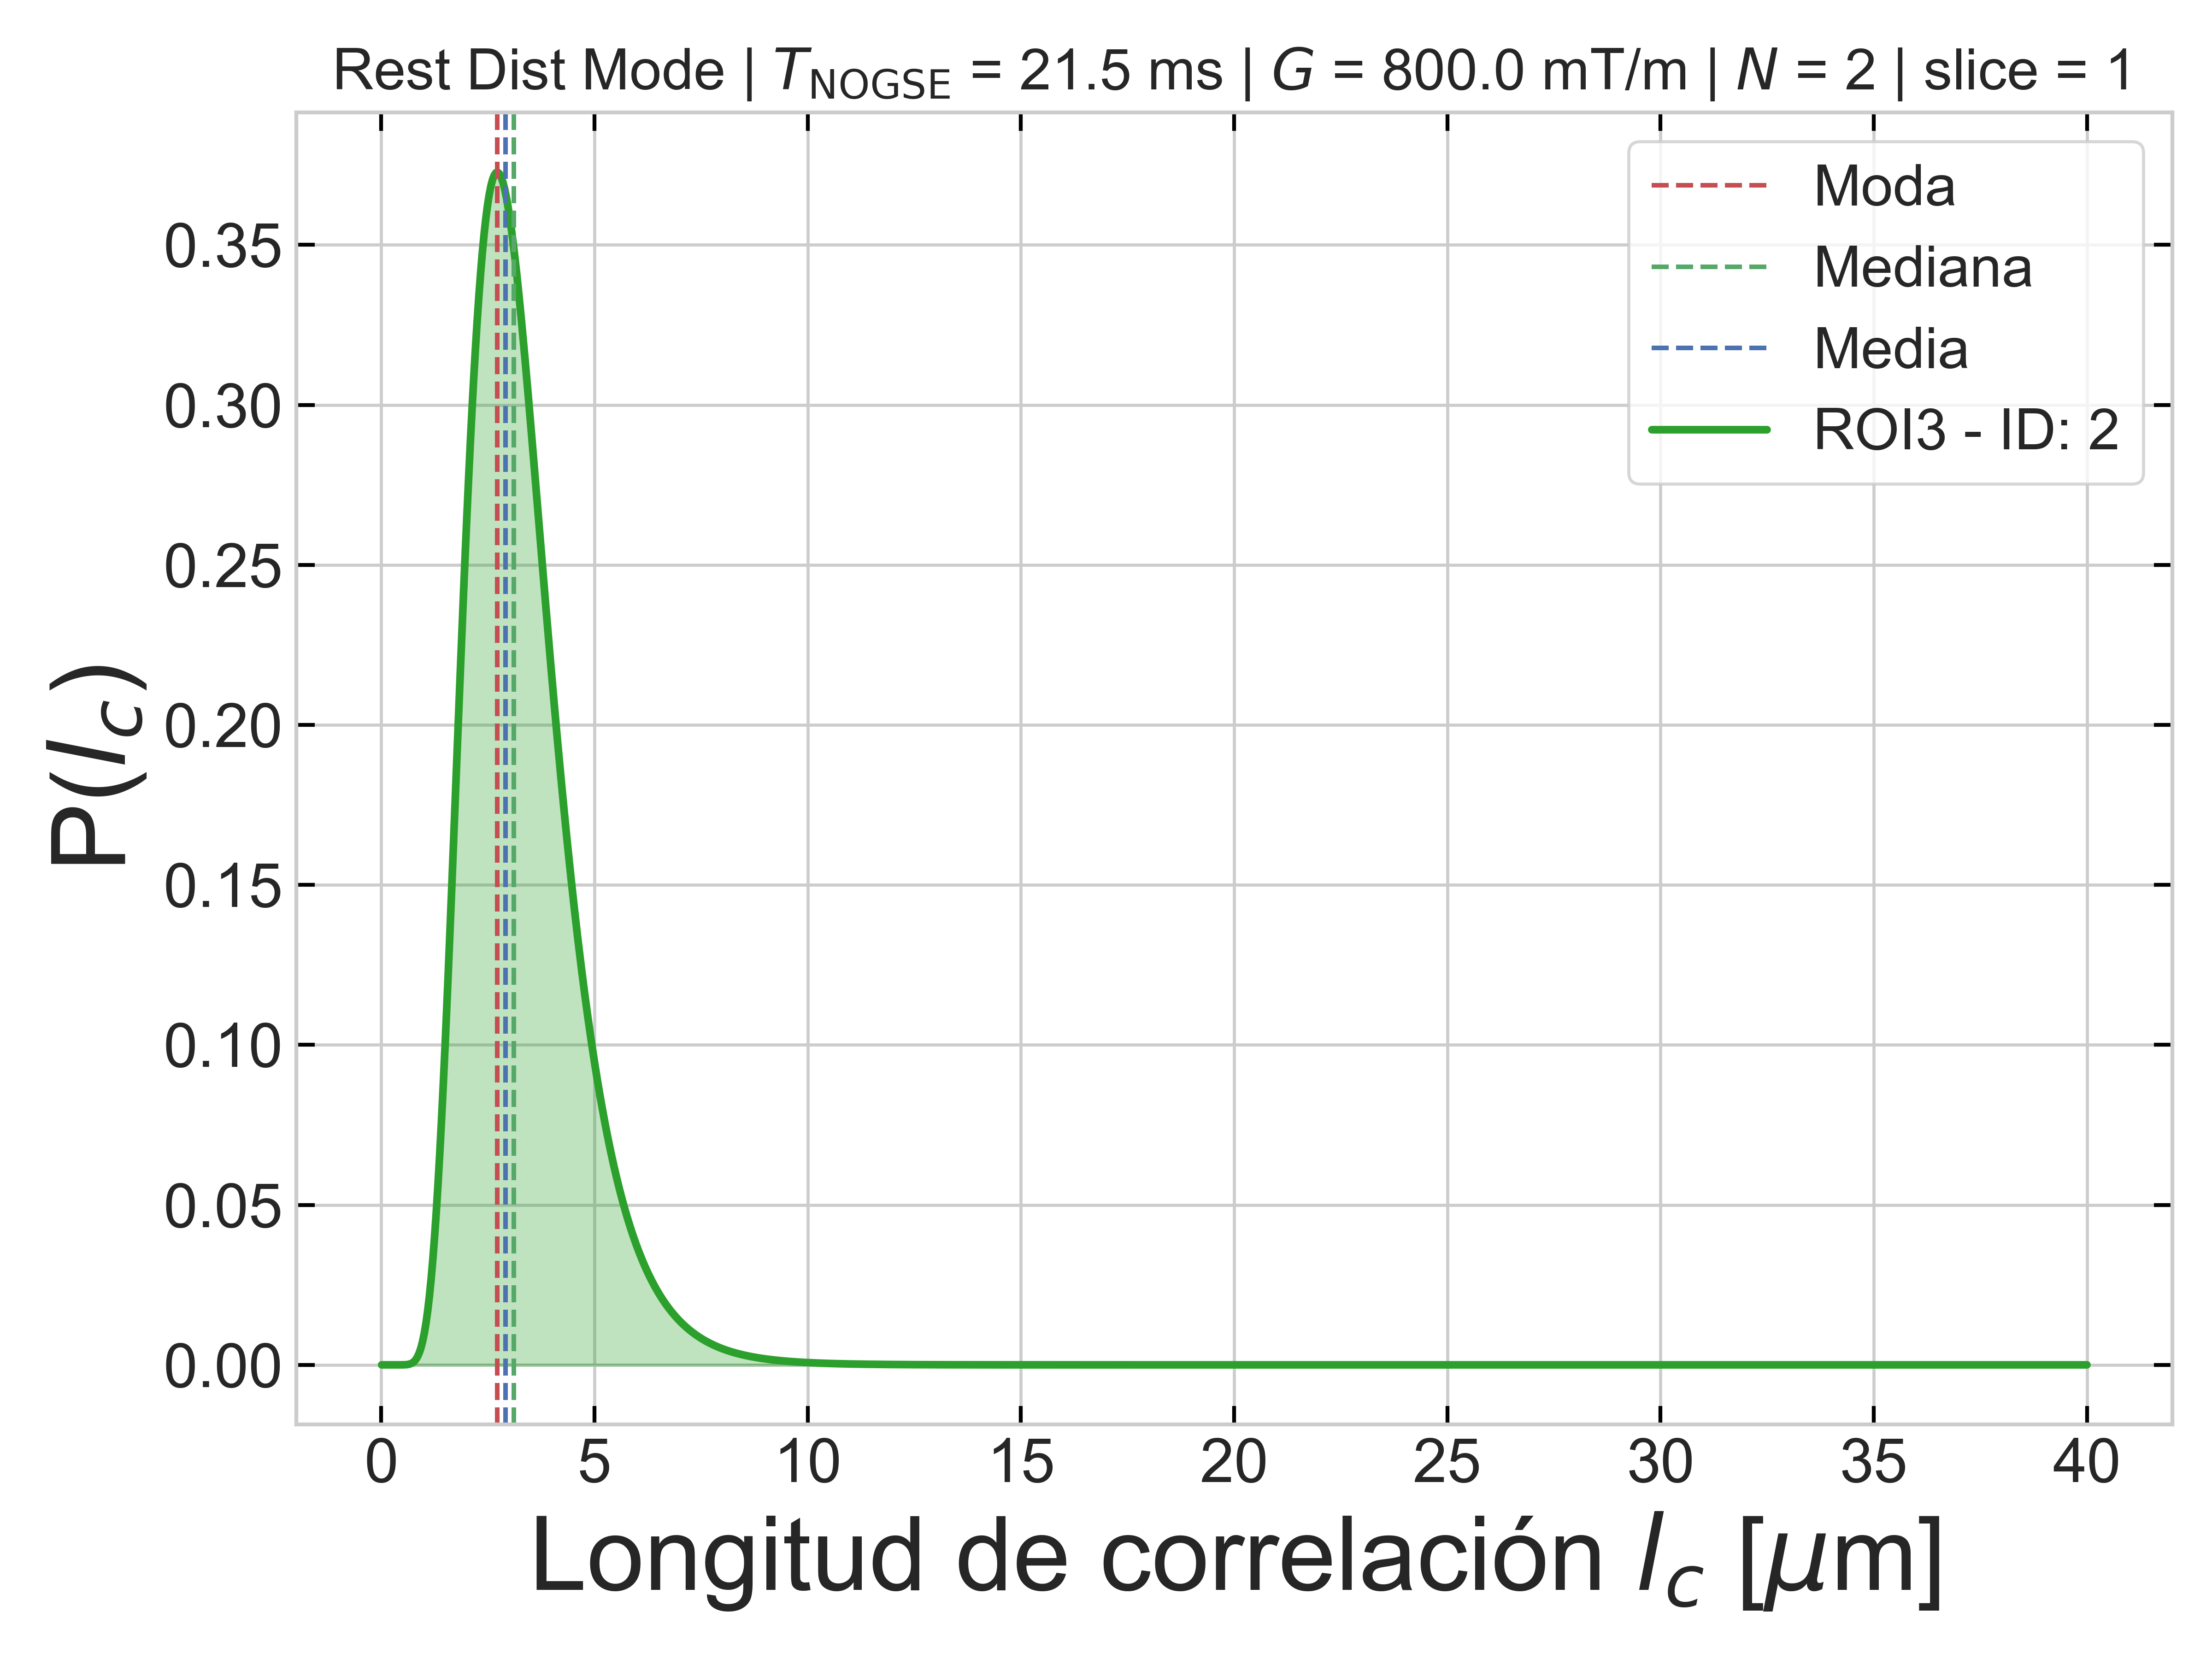 Rest Dist Mode | T_NOGSE = 21.5 ms | G = 800.0 mT/m | N = 2 | slice = 1
Moda
Mediana
Media
ROI3 - ID: 2
P(l_c)
0.35
0.30
0.25
0.20
0.15
0.10
0.05
0.00
0 5 10 15 20 25 30 35 40
Longitud de correlación l_c [μm]